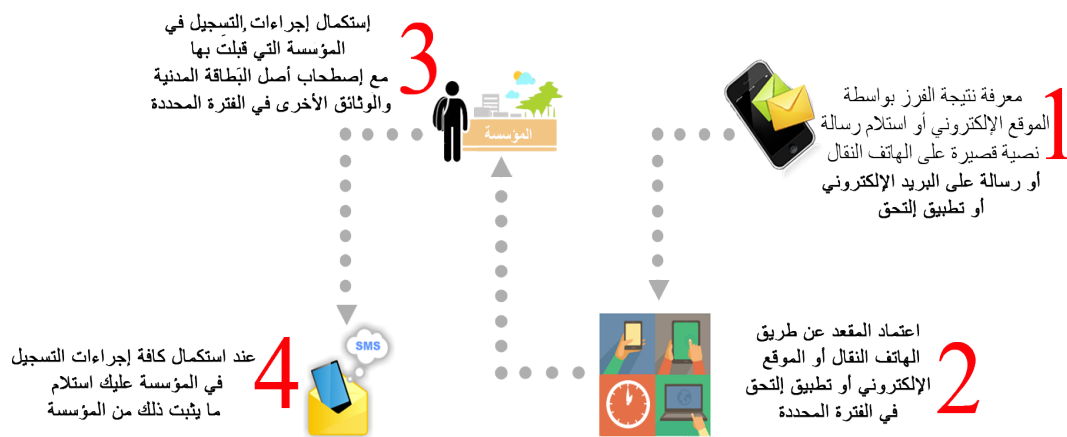 1
معرفة نتيجة الفرز بواسطة
الموقع الإلكتروني أو استلام رسالة
نصية قصيرة على الهاتف النقال
أو رسالة على البريد الإلكتروني
أو تطبيق إلتحق
2
اعتماد المقعد عن طريق
الهاتف النقال أو الموقع
الإلكتروني أو تطبيق إلتحق
في الفترة المحددة
3
إستكمال إجراءات التسجيل في
المؤسسة التي قبلتَ بها
مع إصطحاب أصل البَطاقة المدنية
والوثائق الأخرى في الفترة المحددة
المؤسسة
4
عند استكمال كافة إجراءات التسجيل
في المؤسسة عليك استلام
ما يثبت ذلك من المؤسسة
SMS